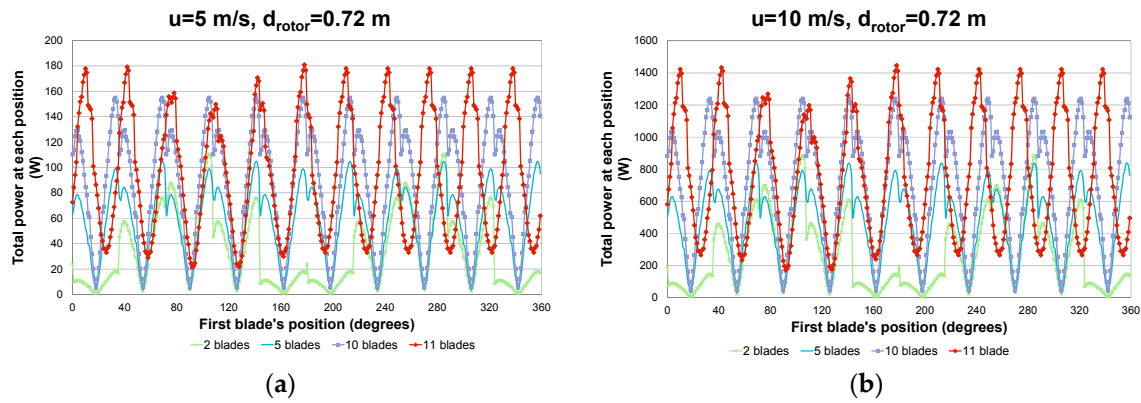 u=5 m/s, drotor=0.72 m
Total power at each position
(W)
200
180
160
140
120
100
80
60
40
20
0
0 40 80 120 160 200 240 280 320 360
First blade's position (degrees)
2 blades 5 blades 10 blades 11 blades
(a)
u=10 m/s, drotor=0.72 m
Total power at each position
(W)
1600
1400
1200
1000
800
600
400
200
0
0 40 80 120 160 200 240 280 320 360
First blade's position (degrees)
2 blades 5 blades 10 blades 11 blade
(b)